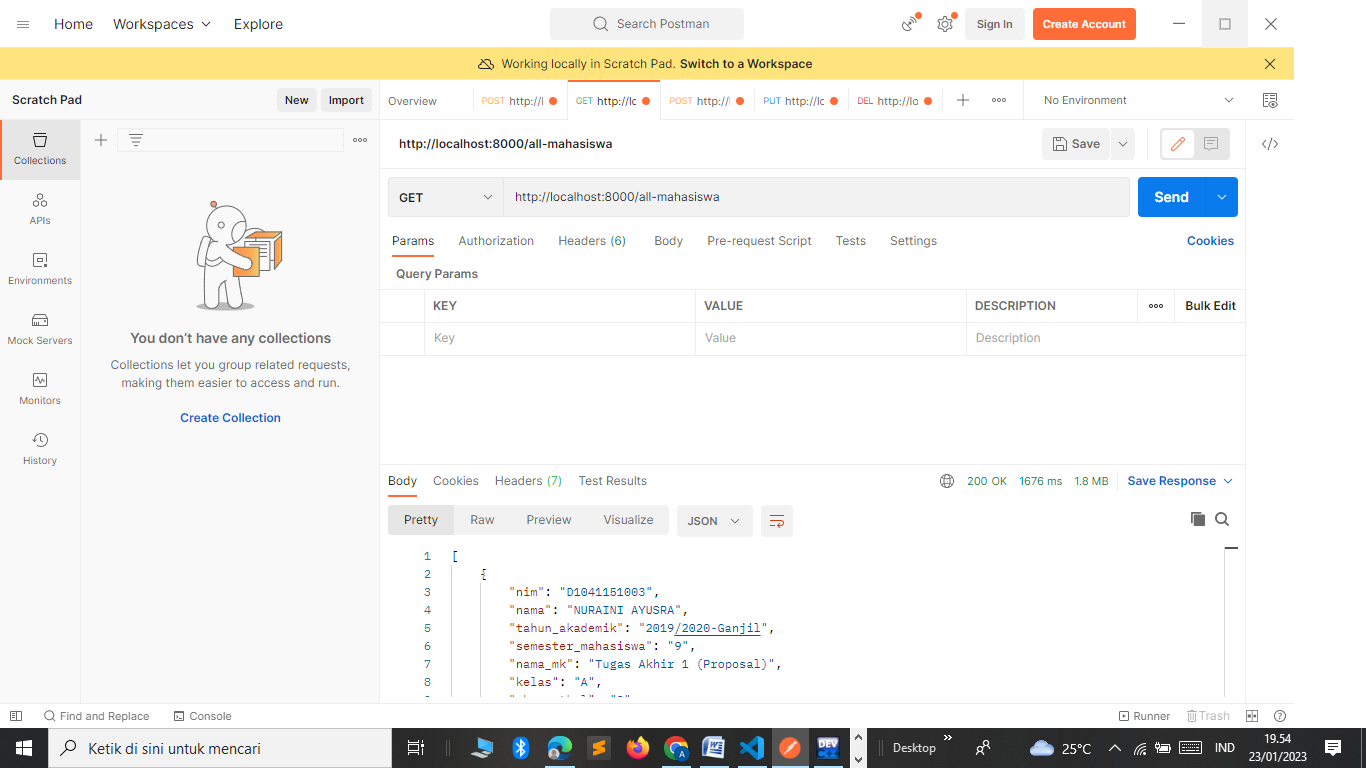 Home Workspaces Explore Search Postman Sign In Create Account
Working locally in Scratch Pad. Switch to a Workspace
Scratch Pad New Import Overview POST http://l GET http://lo POST http://l PUT http://lo DEL http://lo No Environment
Collections
APIs
Environments
Mock Servers
Monitors
History
You don't have any collections
Collections let you group related requests,
making them easier to access and run.
Create Collection
http://localhost:8000/all-mahasiswa Save
GET http://localhost:8000/all-mahasiswa Send
Params Authorization Headers (6) Body Pre-request Script Tests Settings Cookies
Query Params
KEY VALUE DESCRIPTION Bulk Edit
Key Value Description
Body Cookies Headers (7) Test Results 200 OK 1676 ms 1.8 MB Save Response
Pretty Raw Preview Visualize JSON
1 [
2 {
3 "nim": "D1041151003",
4 "nama": "NURAINI AYUSRA",
5 "tahun_akademik": "2019/2020-Ganjil",
6 "semester_mahasiswa": "9",
7 "nama_mk": "Tugas Akhir 1 (Proposal)",
8 "kelas": "A",
Find and Replace Console Runner Trash
Ketik di sini untuk mencari DEV Desktop 25°C IND 19.54
23/01/2023